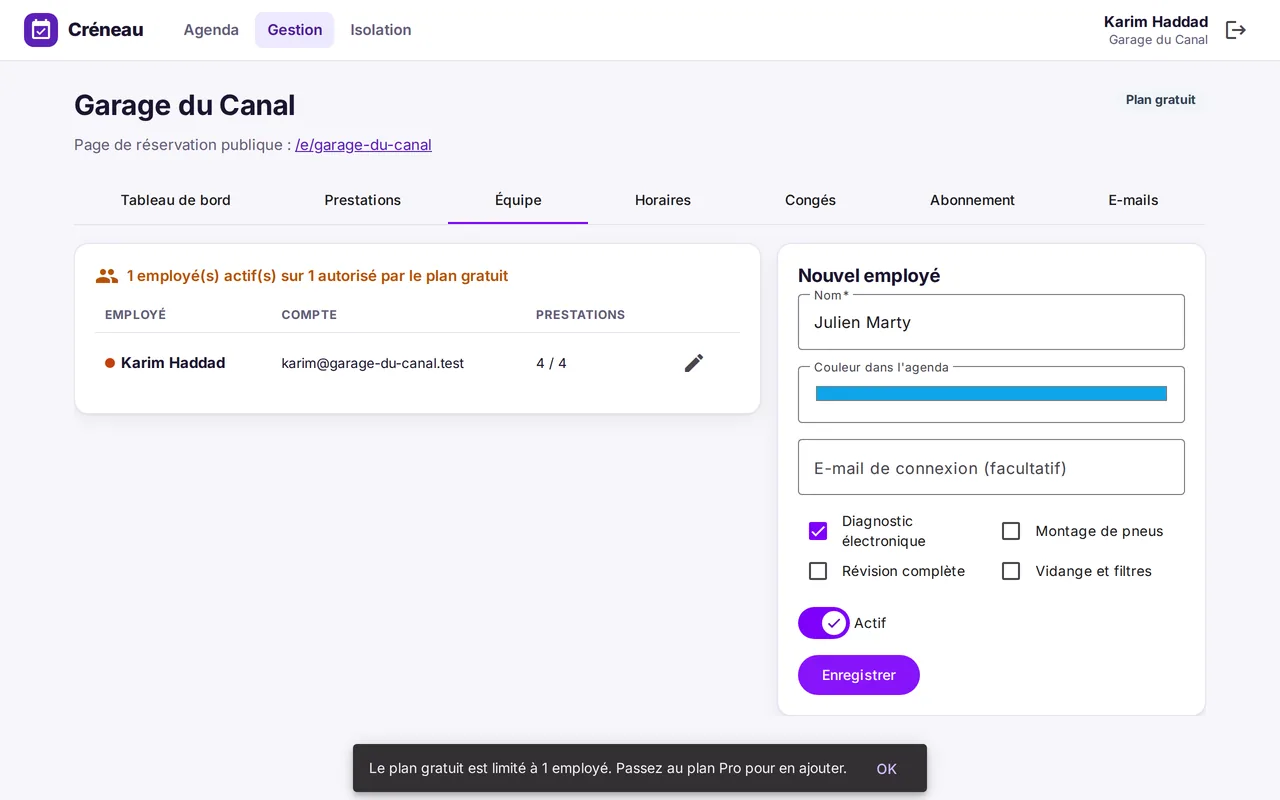 Créneau
Agenda
Gestion
Isolation
Karim Haddad
Garage du Canal
Garage du Canal
Plan gratuit
Page de réservation publique : /e/garage-du-canal
Tableau de bord
Prestations
Équipe
Horaires
Congés
Abonnement
E-mails
1 employé(s) actif(s) sur 1 autorisé par le plan gratuit
EMPLOYÉ COMPTE PRESTATIONS
Karim Haddad karim@garage-du-canal.test 4 / 4
Nouvel employé
Nom*
Julien Marty
Couleur dans l'agenda
E-mail de connexion (facultatif)
Diagnostic
électronique
Montage de pneus
Révision complète
Vidange et filtres
Actif
Enregistrer
Le plan gratuit est limité à 1 employé. Passez au plan Pro pour en ajouter.
OK